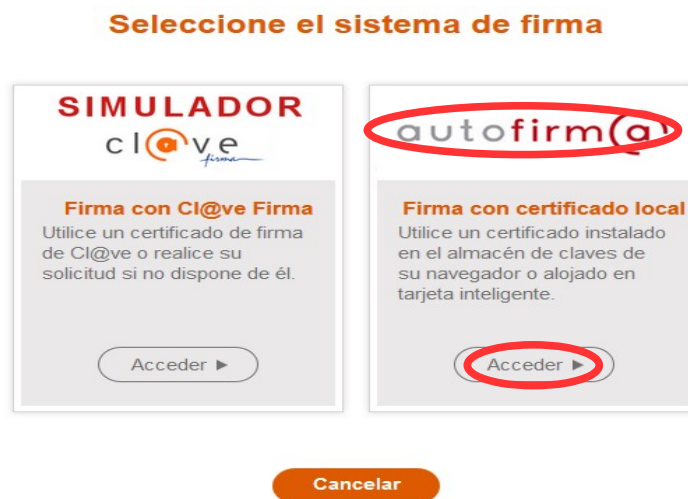 Seleccione el sistema de firma
SIMULADOR
cl@ve
firma
Firma con Cl@ve Firma
Utilice un certificado de firma
de Cl@ve o realice su
solicitud si no dispone de él.
Acceder ►
autofirm@
Firma con certificado local
Utilice un certificado instalado
en el almacén de claves de
su navegador o alojado en
tarjeta inteligente.
Acceder ►
Cancelar